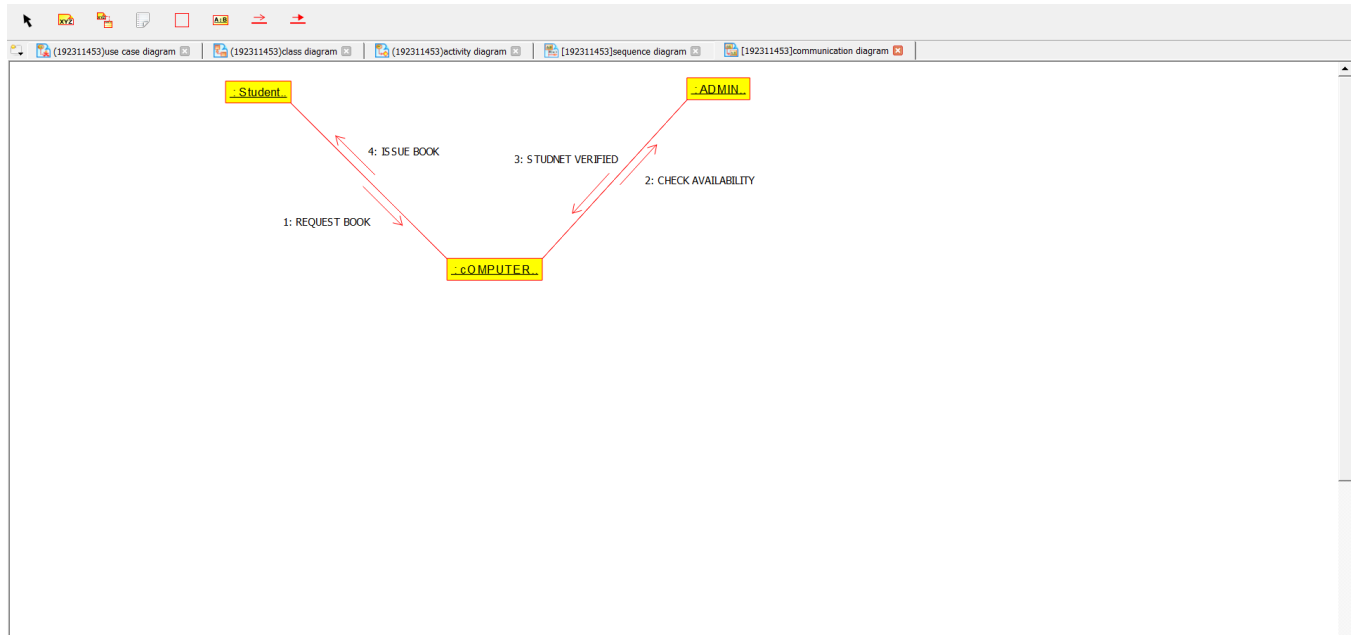 XYZ
A:B
(192311453)use case diagram
(192311453)class diagram
(192311453)activity diagram
[192311453]sequence diagram
[192311453]communication diagram
.: Student..
.: ADMIN..
4: ISSUE BOOK
3: STUDNET VERIFIED
2: CHECK AVAILABILITY
1: REQUEST BOOK
.: cOMPUTER..